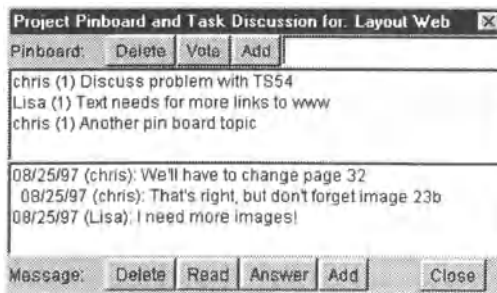 Project Pinboard and Task Discussion for: Layout Web
Pinboard: Delete Vote Add
chris (1) Discuss problem with TS54
Lisa (1) Text needs for more links to www
chris (1) Another pin board topic
08/25/97 (chris): We'll have to change page 32
08/25/97 (chris): That's right, but don't forget image 23b
08/25/97 (Lisa): I need more images!
Message: Delete Read Answer Add Close